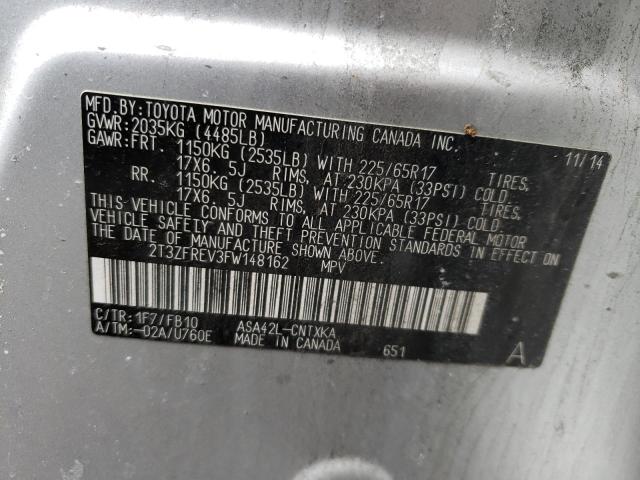 MFD.BY:TOYOTA MOTOR MANUFACTURING CANADA INC.
GVWR:2035KG (4485LB) 11/14
GAWR:FRT. 1150KG (2535LB) WITH 225/65R17 TIRES,
17X6. 5J RIMS, AT 230KPA (33PSI) COLD.
RR. 1150KG (2535LB) WITH 225/65R17 TIRES,
17X6. 5J RIMS, AT 230KPA (33PSI) COLD.
THIS VEHICLE CONFORMS TO ALL APPLICABLE FEDERAL MOTOR
VEHICLE SAFETY AND THEFT PREVENTION STANDARDS IN EFFECT ON
THE DATE OF MANUFACTURE SHOWN ABOVE.
2T3ZFREV3FW148162 MPV
C/TR:1F7/FB10 ASA42L-CNTXKA
A/TM:-02A/U760E MADE IN CANADA 651 A